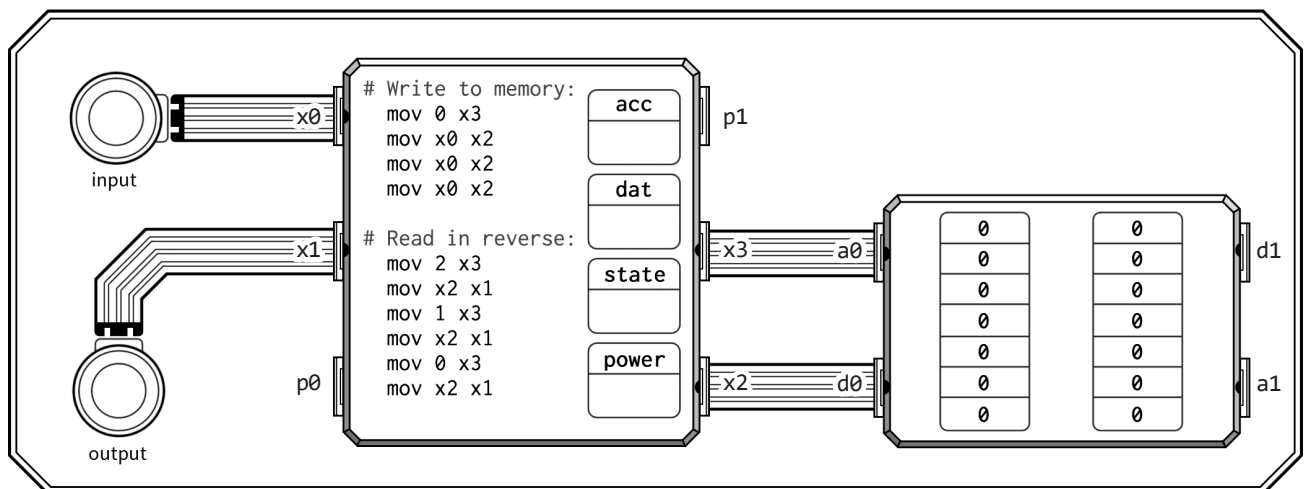 input
output
x0
x1
p0
# Write to memory:
mov 0 x3
mov x0 x2
mov x0 x2
mov x0 x2
# Read in reverse:
mov 2 x3
mov x2 x1
mov 1 x3
mov x2 x1
mov 0 x3
mov x2 x1
acc
dat
state
power
p1
x3
a0
x2
d0
0 0
0 0
0 0
0 0
0 0
0 0
0 0
d1
a1